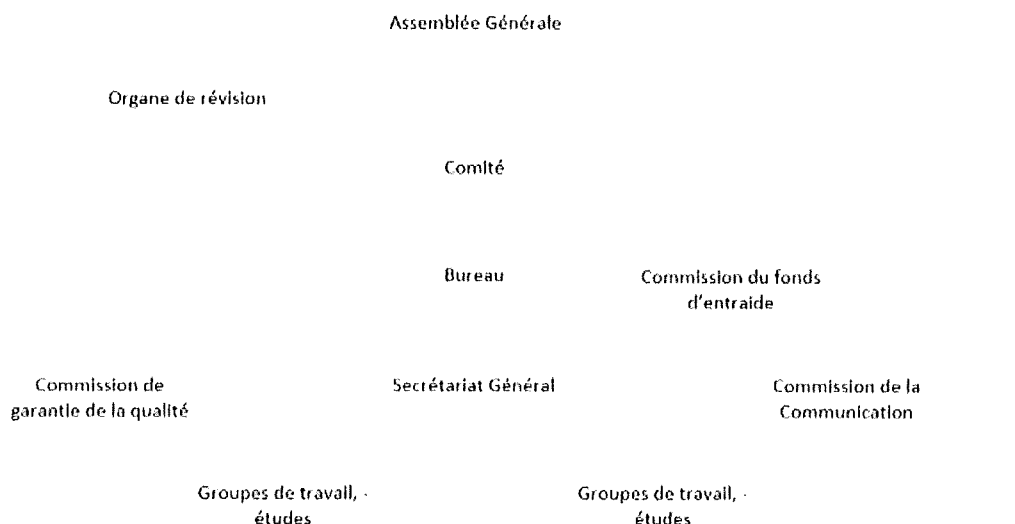 Assemblée Générale
Organe de révision
Comité
Bureau
Commission du fonds
d'entraide
Commission de
garantie de la qualité
Secrétariat Général
Commission de la
Communication
Groupes de travail, -
études
Groupes de travail, -
études